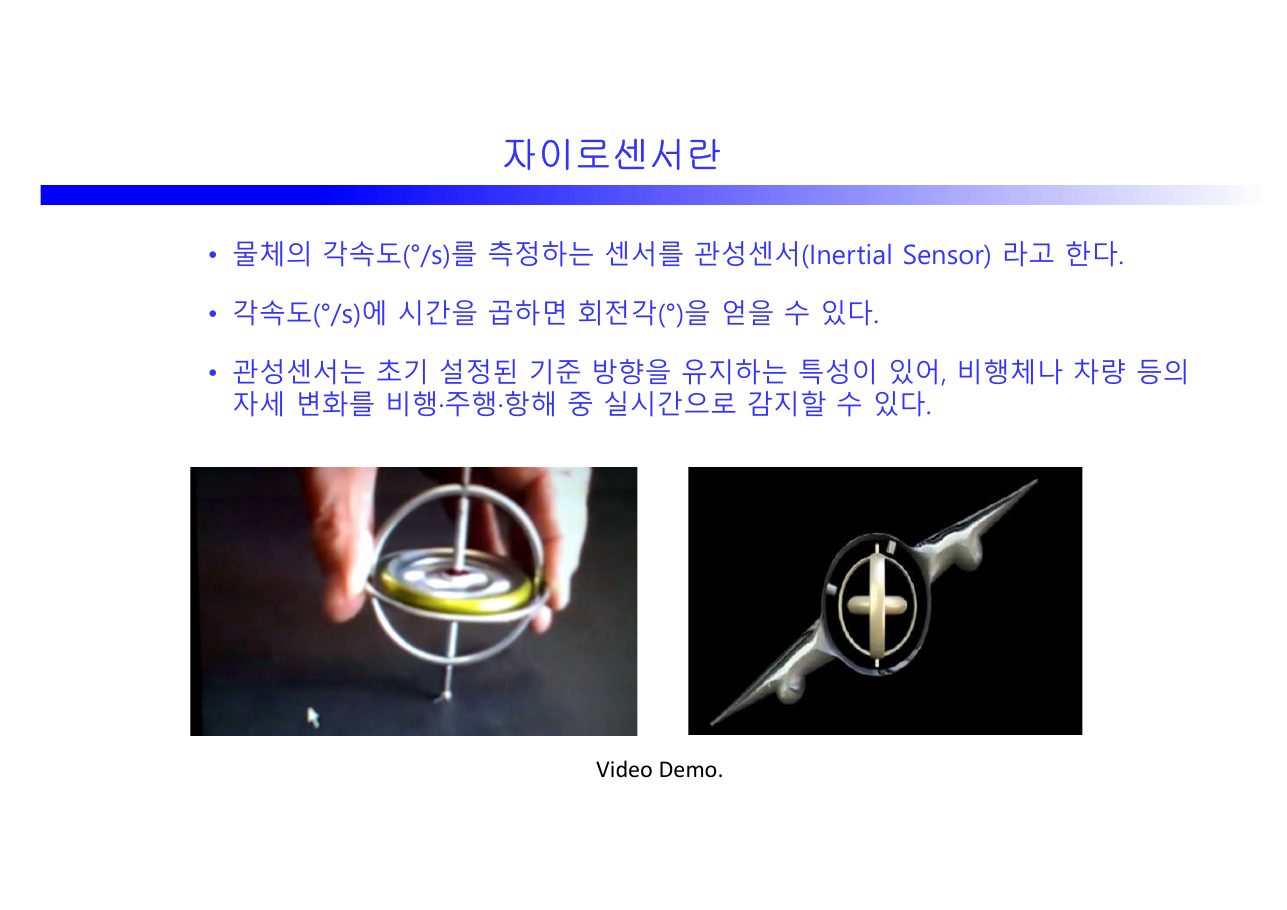 자이로센서란
• 물체의 각속도(°/s)를 측정하는 센서를 관성센서(Inertial Sensor) 라고 한다.
• 각속도(°/s)에 시간을 곱하면 회전각(°)을 얻을 수 있다.
• 관성센서는 초기 설정된 기준 방향을 유지하는 특성이 있어, 비행체나 차량 등의
자세 변화를 비행·주행·항해 중 실시간으로 감지할 수 있다.
Video Demo.